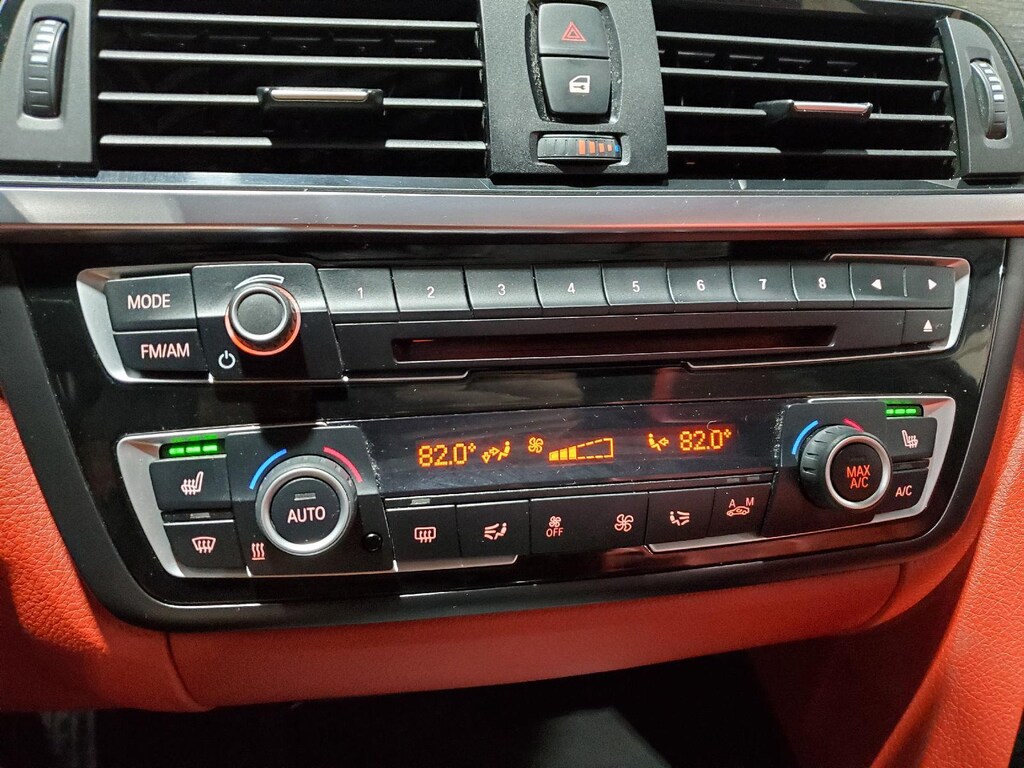 MODE
1 2 3 4 5 6 7 8
FM/AM
82.0° 82.0°
MAX
A/C
AUTO
A/C
OFF
A M